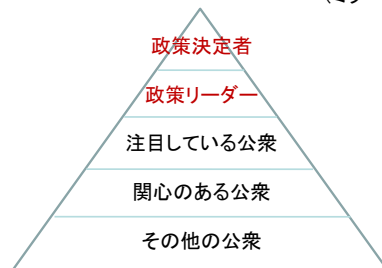 政策決定者
政策リーダー
注目している公衆
関心のある公衆
その他の公衆